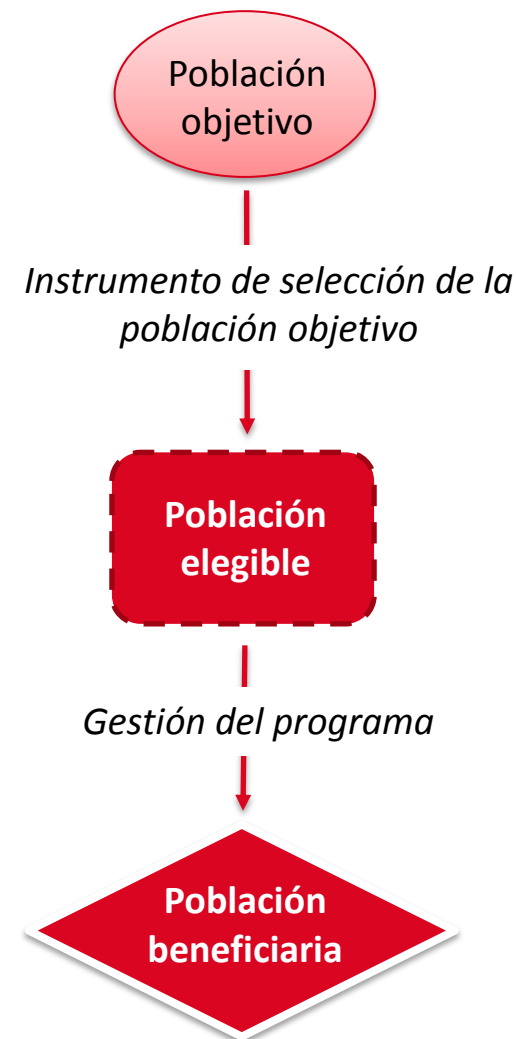 Población
objetivo
Instrumento de selección de la
población objetivo
Población
elegible
Gestión del programa
Población
beneficiaria